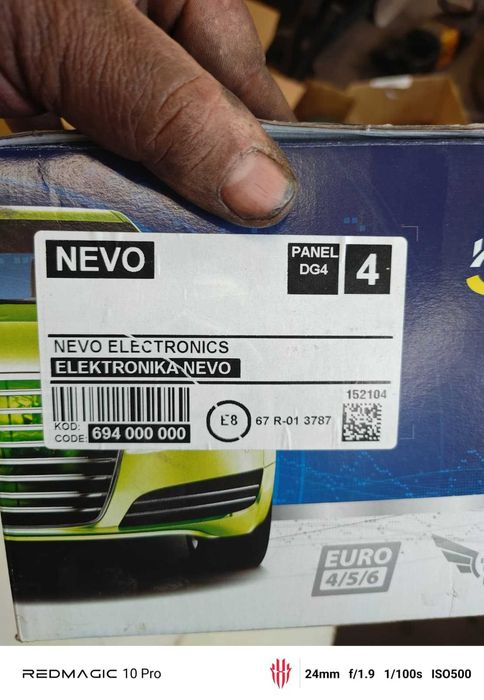 NEVO
PANEL
DG4
4
NEVO ELECTRONICS
ELEKTRONIKA NEVO
152104
KOD:
CODE: 694 000 000
E8
67 R-01 3787
EURO
4/5/6
REDMAGIC 10 Pro
24mm f/1.9 1/100s ISO500